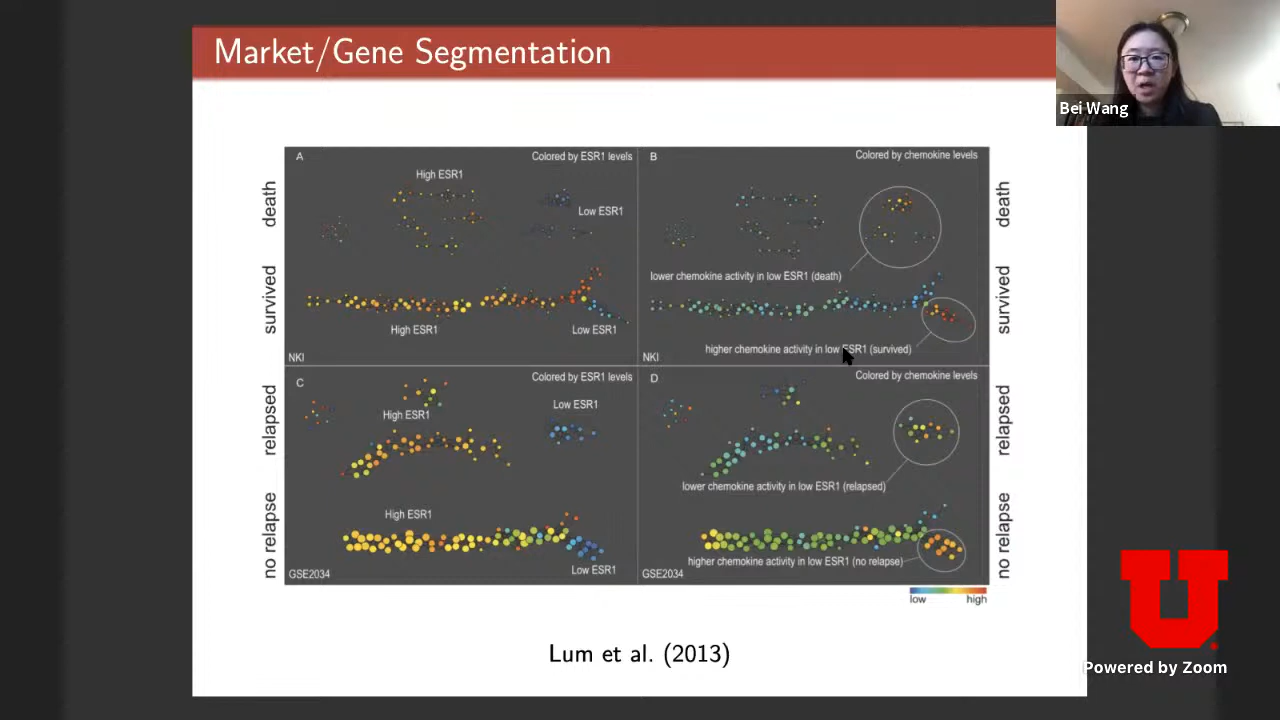 Market/Gene Segmentation
Bei Wang
A
Colored by ESR1 levels
High ESR1
Low ESR1
death
survived
High ESR1
Low ESR1
NKI
B
Colored by chemokine levels
lower chemokine activity in low ESR1 (death)
higher chemokine activity in low ESR1 (survived)
NKI
death
survived
C
Colored by ESR1 levels
High ESR1
Low ESR1
relapsed
no relapse
High ESR1
Low ESR1
GSE2034
D
Colored by chemokine levels
lower chemokine activity in low ESR1 (relapsed)
higher chemokine activity in low ESR1 (no relapse)
GSE2034
relapsed
no relapse
low high
Lum et al. (2013)
U
Powered by Zoom